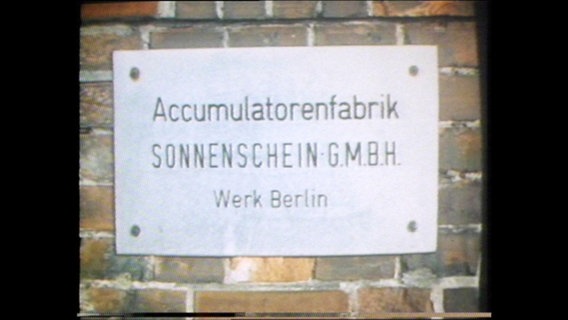 Accumulatorenfabrik
SONNENSCHEIN·G.M.B.H.
Werk Berlin